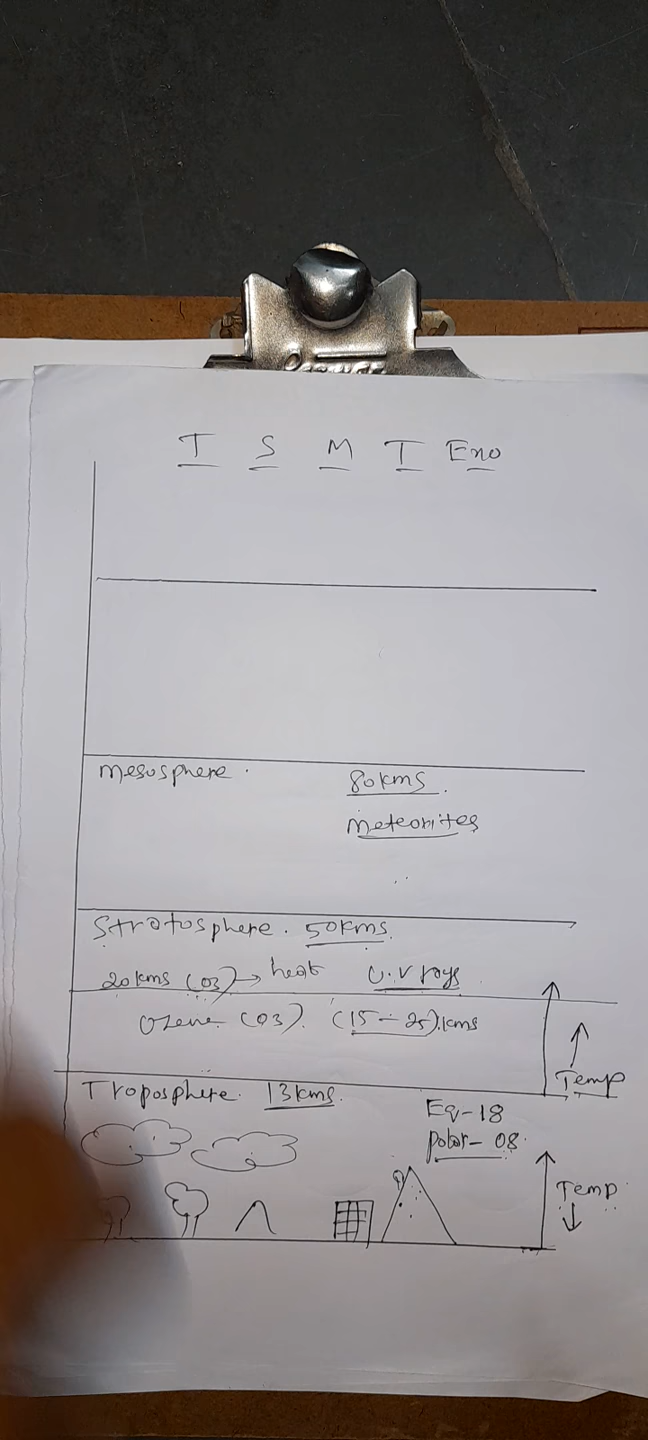 T S M T Exo
mesosphere. 80kms.
meteorites
Stratosphere. 50kms.
20kms (O3) → heat U.V rays
Ozone (O3). (15-25).kms
Temp
Troposphere. 13kms.
Eq-18
polar- 08.
Temp